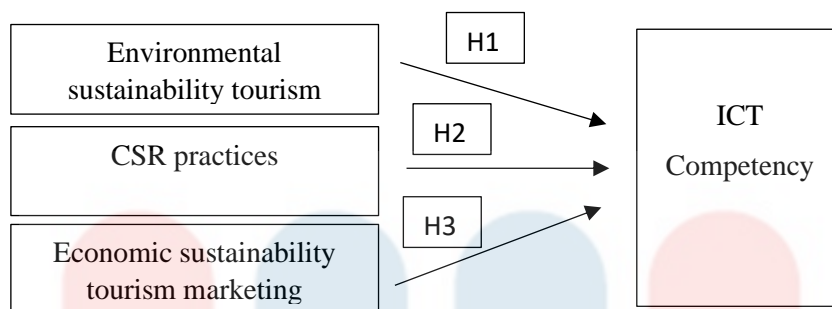 Environmental
sustainability tourism
H1
CSR practices
H2
Economic sustainability
tourism marketing
H3
ICT
Competency